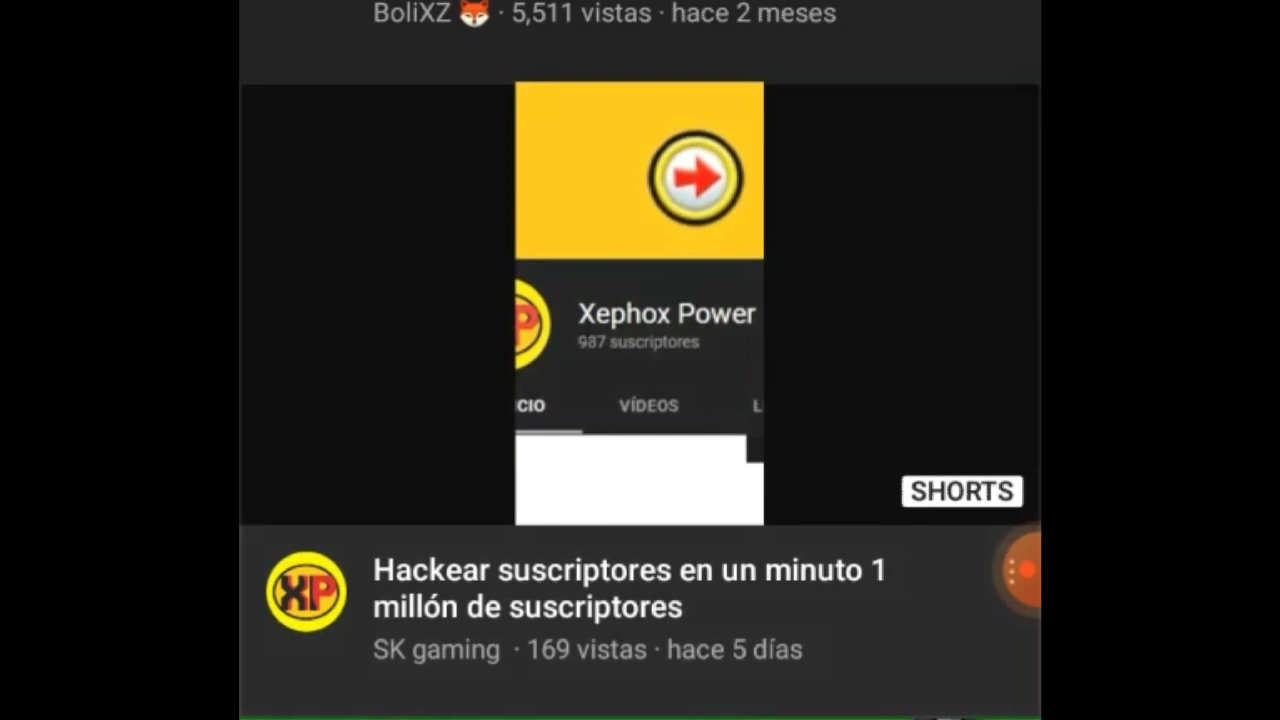 BoliXZ 🦊 · 5,511 vistas · hace 2 meses
Xephox Power
987 suscriptores
CIO VÍDEOS L
SHORTS
XP
Hackear suscriptores en un minuto 1
millón de suscriptores
SK gaming · 169 vistas · hace 5 días